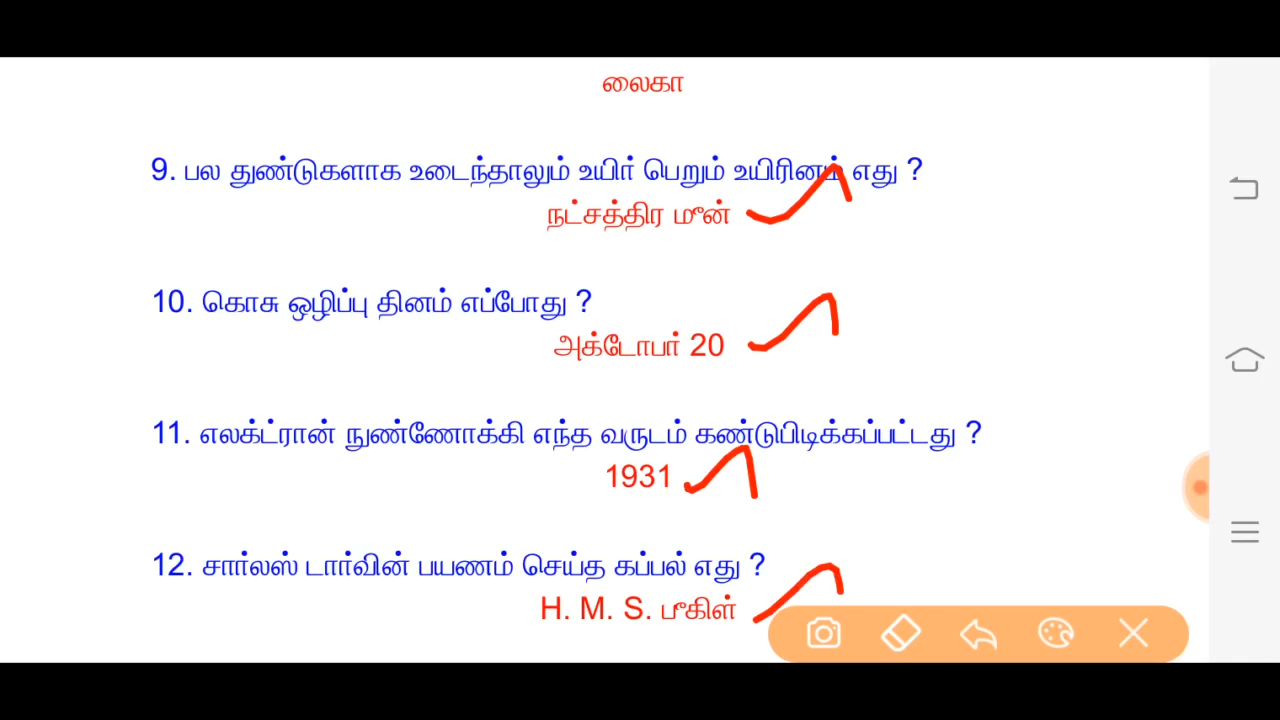 லைகா
9. பல துண்டுகளாக உடைந்தாலும் உயிர் பெறும் உயிரினம் எது ?
நட்சத்திர மீன்
10. கொசு ஒழிப்பு தினம் எப்போது ?
அக்டோபர் 20
11. எலக்ட்ரான் நுண்ணோக்கி எந்த வருடம் கண்டுபிடிக்கப்பட்டது ?
1931
12. சார்லஸ் டார்வின் பயணம் செய்த கப்பல் எது ?
H. M. S. பீகிள்